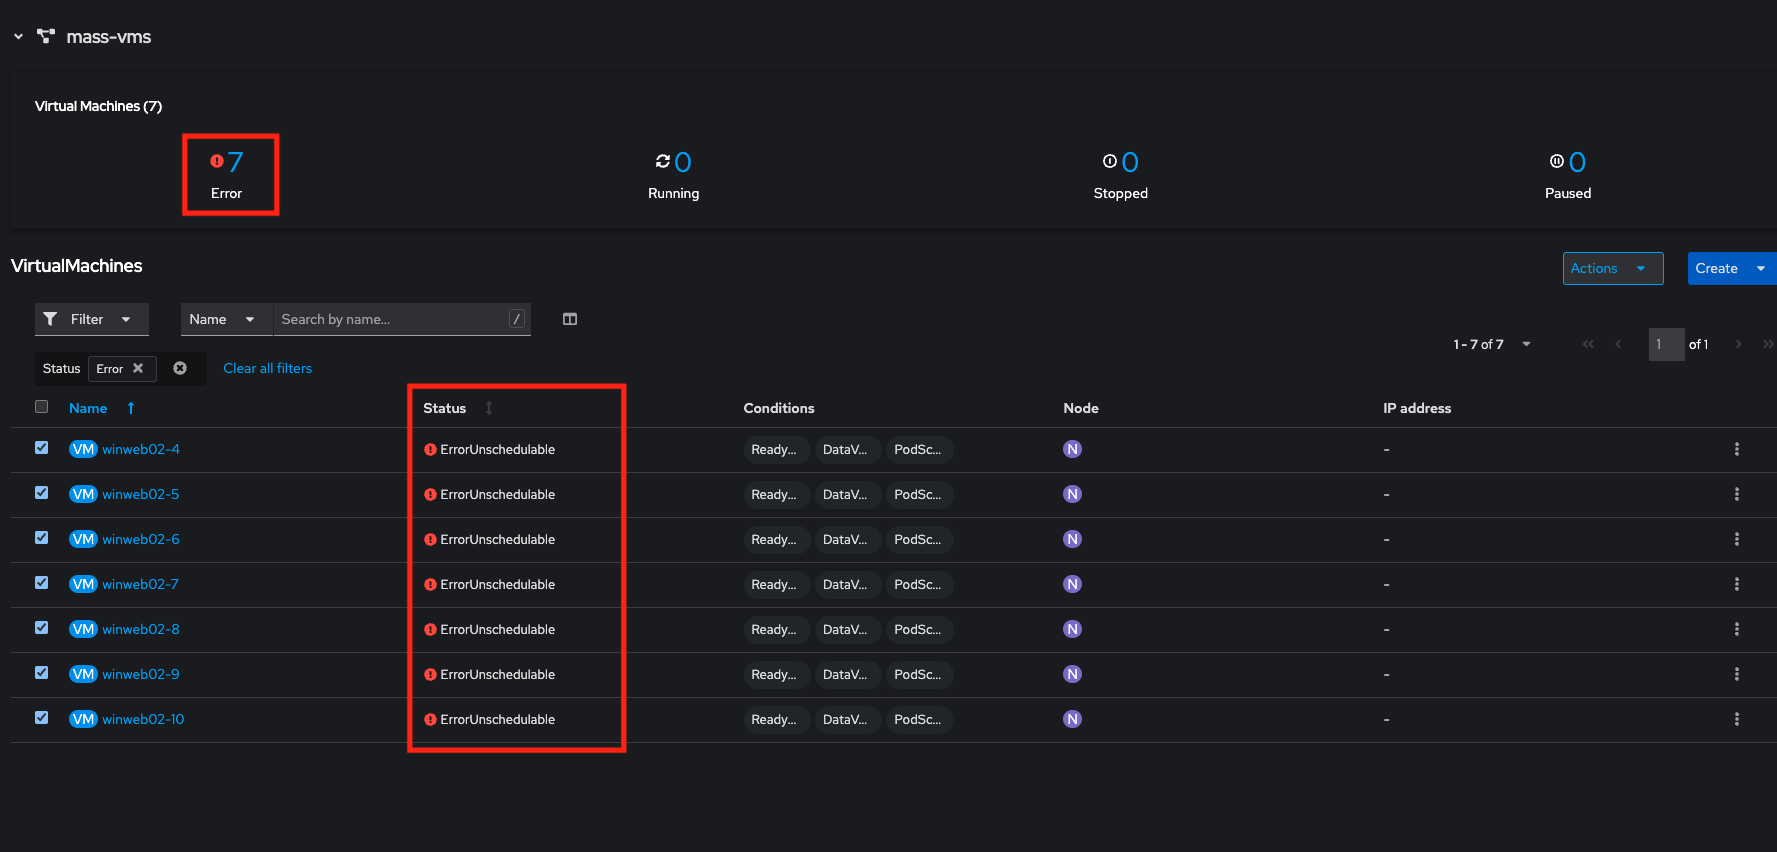 mass-vms
Virtual Machines (7)
7 0 0 0
Error Running Stopped Paused
VirtualMachines
Actions Create
Filter Name Search by name... /
1 - 7 of 7 1 of 1
Status Error Clear all filters
Name Status Conditions Node IP address
VM winweb02-4 ErrorUnschedulable Ready... DataV... PodSc... N -
VM winweb02-5 ErrorUnschedulable Ready... DataV... PodSc... N -
VM winweb02-6 ErrorUnschedulable Ready... DataV... PodSc... N -
VM winweb02-7 ErrorUnschedulable Ready... DataV... PodSc... N -
VM winweb02-8 ErrorUnschedulable Ready... DataV... PodSc... N -
VM winweb02-9 ErrorUnschedulable Ready... DataV... PodSc... N -
VM winweb02-10 ErrorUnschedulable Ready... DataV... PodSc... N -